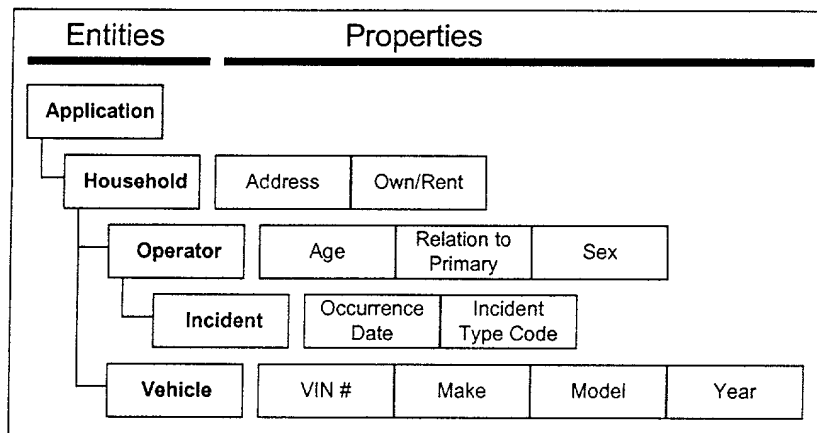 Entities Properties
Application
Household Address Own/Rent
Operator Age Relation to Primary Sex
Incident Occurrence Date Incident Type Code
Vehicle VIN # Make Model Year